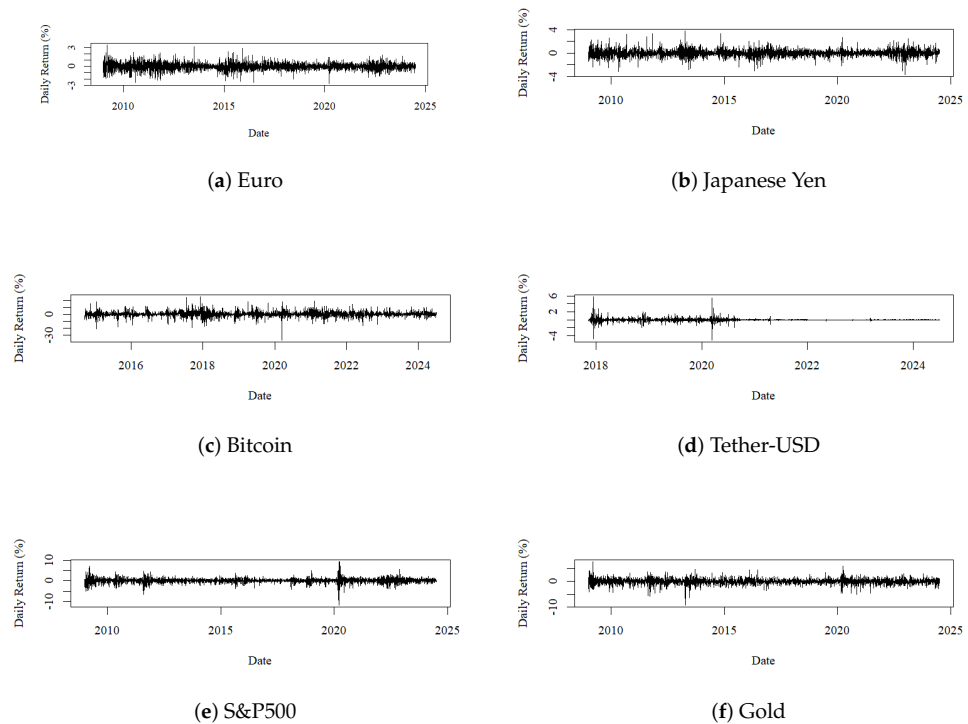 Daily Return (%)
3
0
-3
2010
2015
2020
2025
Date
(a) Euro
Daily Return (%)
4
0
-4
2010
2015
2020
2025
Date
(b) Japanese Yen
Daily Return (%)
0
-30
2016
2018
2020
2022
2024
Date
(c) Bitcoin
Daily Return (%)
6
2
-4
2018
2020
2022
2024
Date
(d) Tether-USD
Daily Return (%)
10
0
-10
2010
2015
2020
2025
Date
(e) S&P500
Daily Return (%)
0
-10
2010
2015
2020
2025
Date
(f) Gold